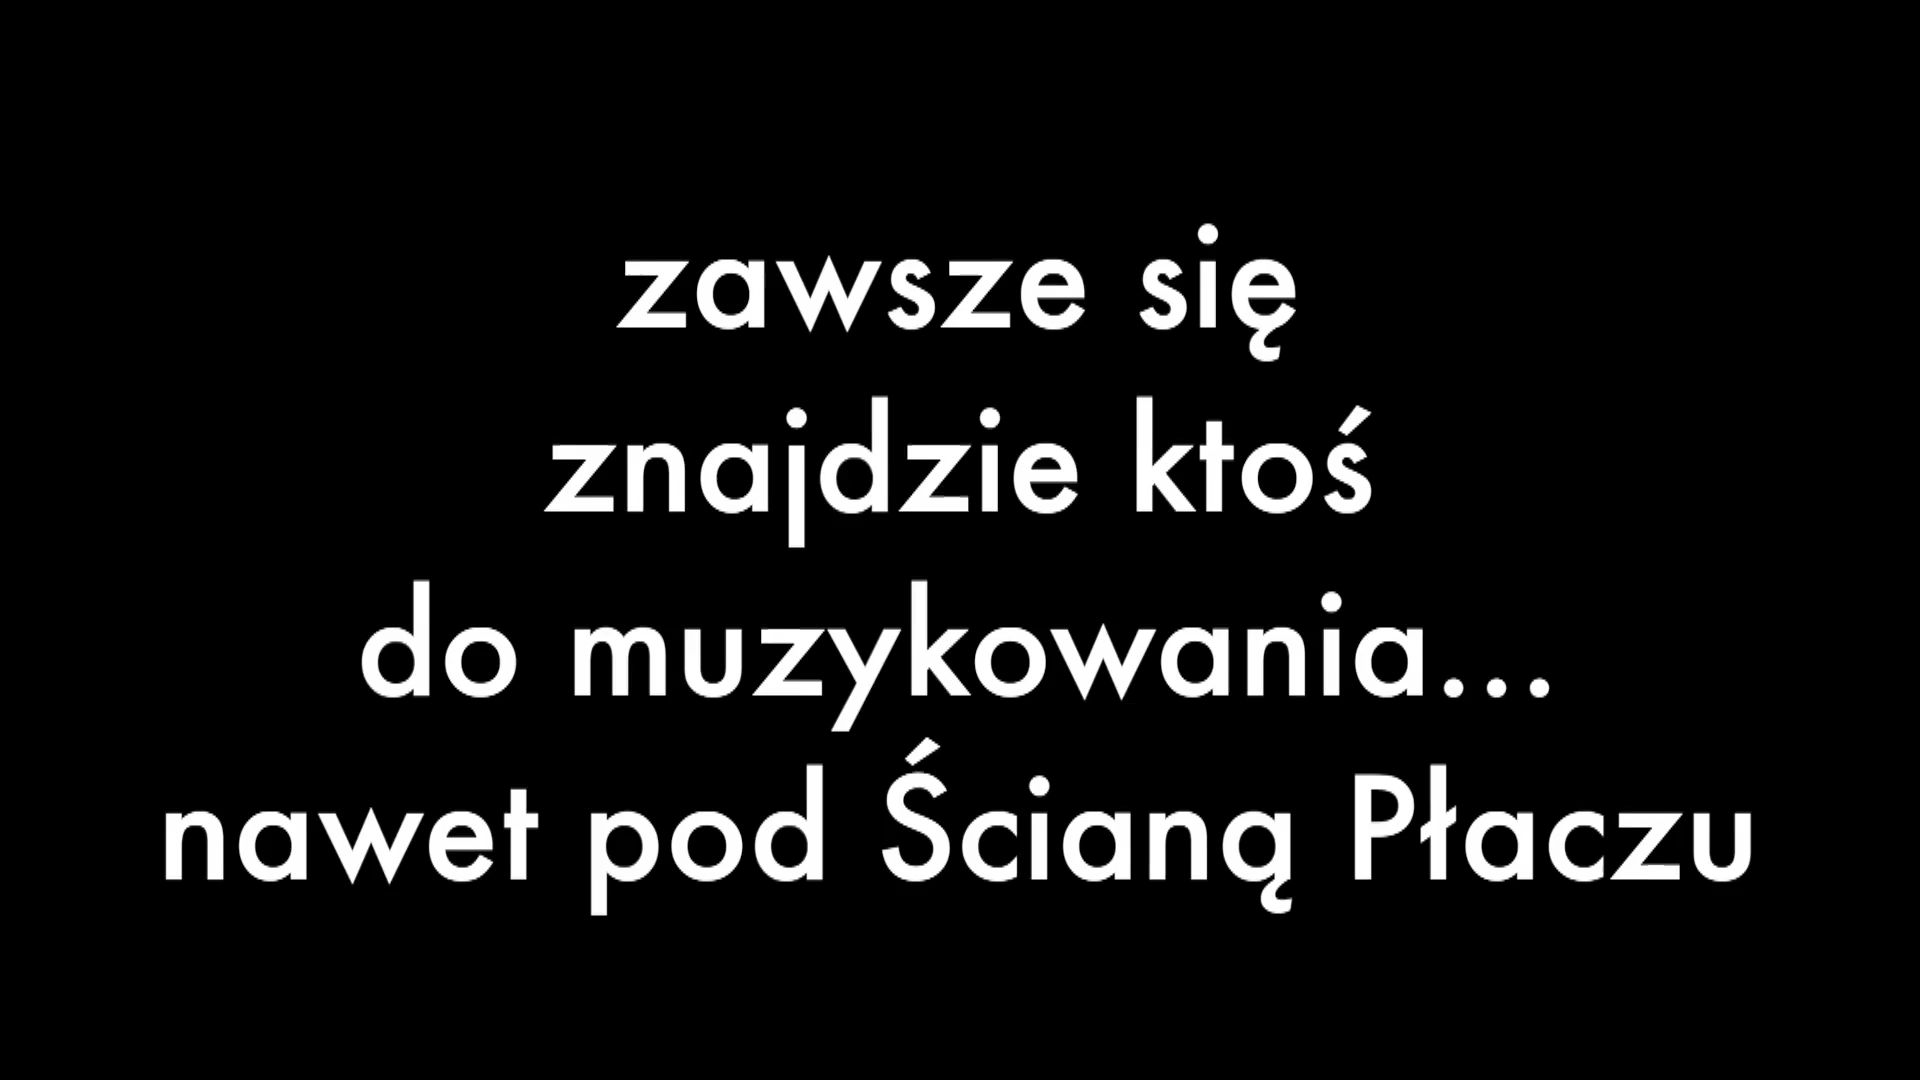 zawsze się
znajdzie ktoś
do muzykowania...
nawet pod Ścianą Płaczu